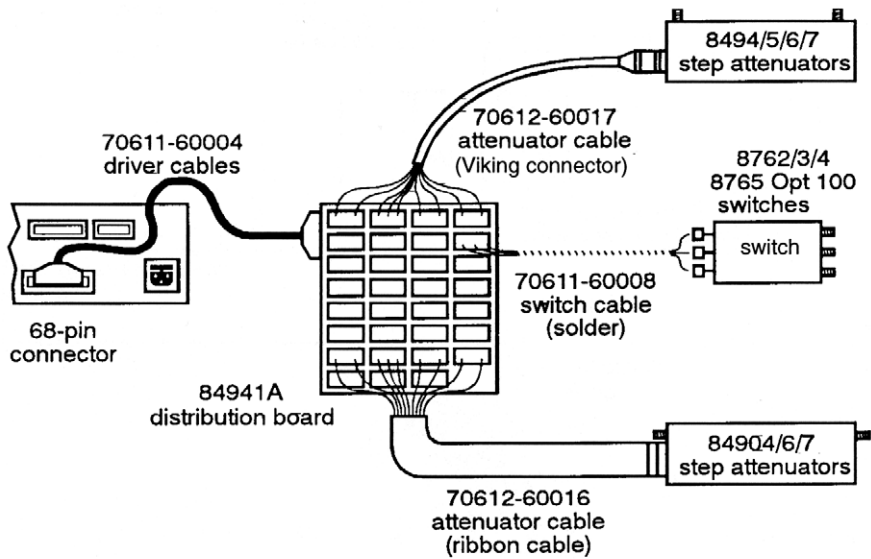 8494/5/6/7
step attenuators
70612-60017
attenuator cable
(Viking connector)
70611-60004
driver cables
8762/3/4
8765 Opt 100
switches
switch
70611-60008
switch cable
(solder)
68-pin
connector
84941A
distribution board
84904/6/7
step attenuators
70612-60016
attenuator cable
(ribbon cable)